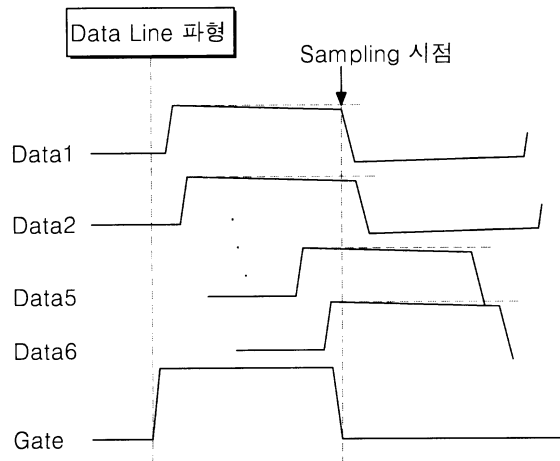 Data Line 파형
Sampling 시점
Data1
Data2
Data5
Data6
Gate